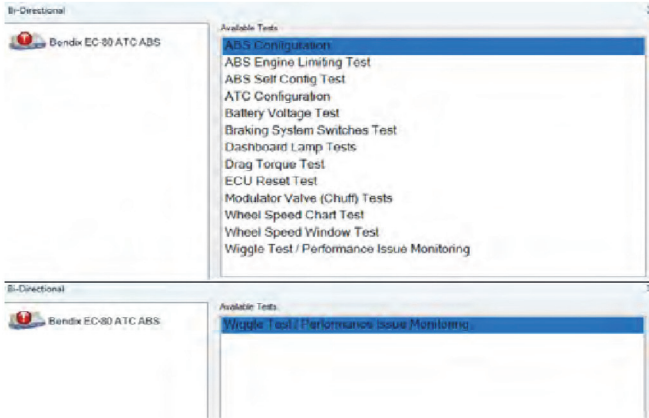 Bi-Directional
Bendix EC-80 ATC ABS
Available Tests
ABS Configuration
ABS Engine Limiting Test
ABS Self Config Test
ATC Configuration
Battery Voltage Test
Braking System Switches Test
Dashboard Lamp Tests
Drag Torque Test
ECU Reset Test
Modulator Valve (Chuff) Tests
Wheel Speed Chart Test
Wheel Speed Window Test
Wiggle Test / Performance Issue Monitoring
Bi-Directional
Bendix EC-80 ATC ABS
Available Tests
Wiggle Test / Performance Issue Monitoring